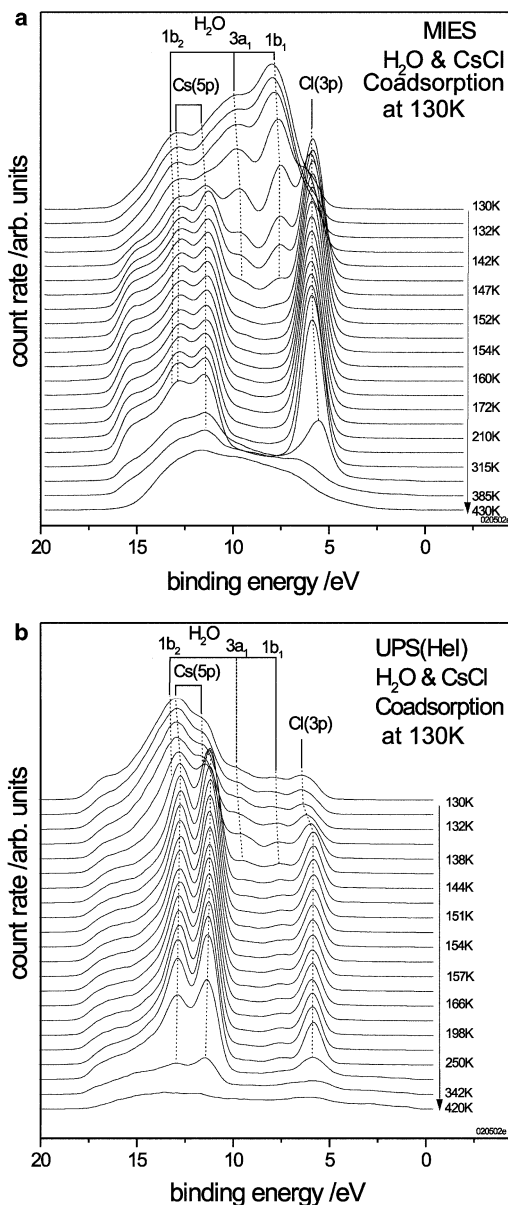 a
H₂O
1b₂
3a₁
1b₁
Cs(5p)
Cl(3p)
MIES
H₂O & CsCl
Coadsorption
at 130K
130K
132K
142K
147K
152K
154K
160K
172K
210K
315K
385K
430K
count rate /arb. units
20
15
10
5
0
binding energy /eV
b
H₂O
1b₂
3a₁
1b₁
Cs(5p)
Cl(3p)
UPS(HeI)
H₂O & CsCl
Coadsorption
at 130K
130K
132K
138K
144K
151K
154K
157K
166K
198K
250K
342K
420K
020502e
count rate /arb. units
20
15
10
5
0
binding energy /eV